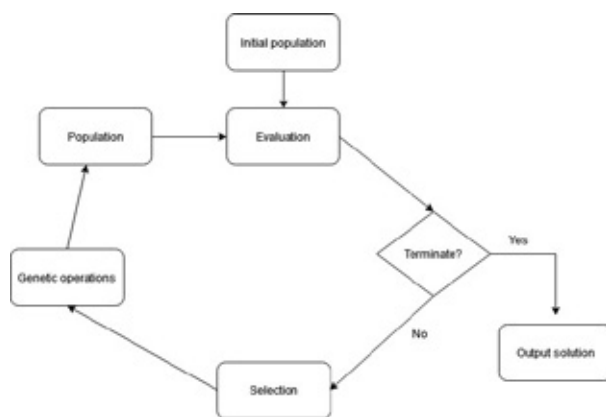 Initial population
Population
Evaluation
Terminate?
Yes
Genetic operations
No
Output solution
Selection